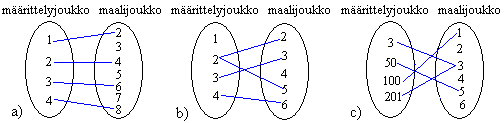 määrittelyjoukko maalijoukko määrittelyjoukko maalijoukko määrittelyjoukko maalijoukko
1 2 3 4
2 3 4 5 6 7 8
a)
1 2 3 4
2 3 4 5 6
b)
3 50 100 201
1 2 3 4 5 6
c)